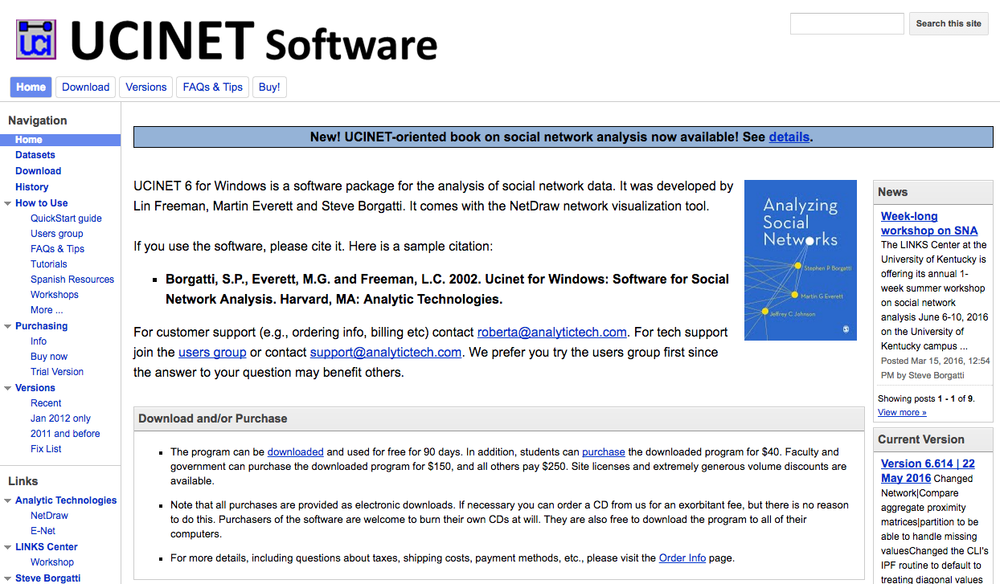 uci
UCINET Software
Search this site
Home
Download
Versions
FAQs & Tips
Buy!
Navigation
Home
Datasets
Download
History
How to Use
QuickStart guide
Users group
FAQs & Tips
Tutorials
Spanish Resources
Workshops
More ...
Purchasing
Info
Buy now
Trial Version
Versions
Recent
Jan 2012 only
2011 and before
Fix List
Links
Analytic Technologies
NetDraw
E-Net
LINKS Center
Workshop
Steve Borgatti
New! UCINET-oriented book on social network analysis now available! See details.
UCINET 6 for Windows is a software package for the analysis of social network data. It was developed by
Lin Freeman, Martin Everett and Steve Borgatti. It comes with the NetDraw network visualization tool.
If you use the software, please cite it. Here is a sample citation:
Borgatti, S.P., Everett, M.G. and Freeman, L.C. 2002. Ucinet for Windows: Software for Social
Network Analysis. Harvard, MA: Analytic Technologies.
For customer support (e.g., ordering info, billing etc) contact roberta@analytictech.com. For tech support
join the users group or contact support@analytictech.com. We prefer you try the users group first since
the answer to your question may benefit others.
Analyzing
Social
Networks
Stephen P Borgatti
Martin G Everett
Jeffrey C Johnson
Download and/or Purchase
The program can be downloaded and used for free for 90 days. In addition, students can purchase the downloaded program for $40. Faculty and
government can purchase the downloaded program for $150, and all others pay $250. Site licenses and extremely generous volume discounts are
available.
Note that all purchases are provided as electronic downloads. If necessary you can order a CD from us for an exorbitant fee, but there is no reason
to do this. Purchasers of the software are welcome to burn their own CDs at will. They are also free to download the program to all of their
computers.
For more details, including questions about taxes, shipping costs, payment methods, etc., please visit the Order Info page.
News
Week-long
workshop on SNA
The LINKS Center at the
University of Kentucky is
offering its annual 1-
week summer workshop
on social network
analysis June 6-10, 2016
on the University of
Kentucky campus ...
Posted Mar 15, 2016, 12:54
PM by Steve Borgatti
Showing posts 1 - 1 of 9.
View more »
Current Version
Version 6.614 | 22
May 2016 Changed
Network|Compare
aggregate proximity
matrices|partition to be
able to handle missing
valuesChanged the CLI's
IPF routine to default to
treating diagonal values